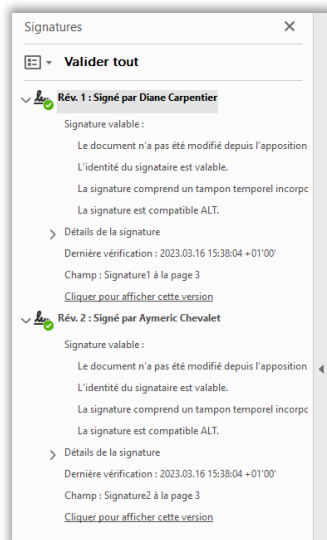 Signatures
Valider tout
Rév. 1 : Signé par Diane Carpentier
Signature valable :
Le document n'a pas été modifié depuis l'apposition
L'identité du signataire est valable.
La signature comprend un tampon temporel incorpc
La signature est compatible ALT.
Détails de la signature
Dernière vérification : 2023.03.16 15:38:04 +01'00'
Champ : Signature1 à la page 3
Cliquer pour afficher cette version
Rév. 2 : Signé par Aymeric Chevalet
Signature valable :
Le document n'a pas été modifié depuis l'apposition
L'identité du signataire est valable.
La signature comprend un tampon temporel incorpc
La signature est compatible ALT.
Détails de la signature
Dernière vérification : 2023.03.16 15:38:04 +01'00'
Champ : Signature2 à la page 3
Cliquer pour afficher cette version